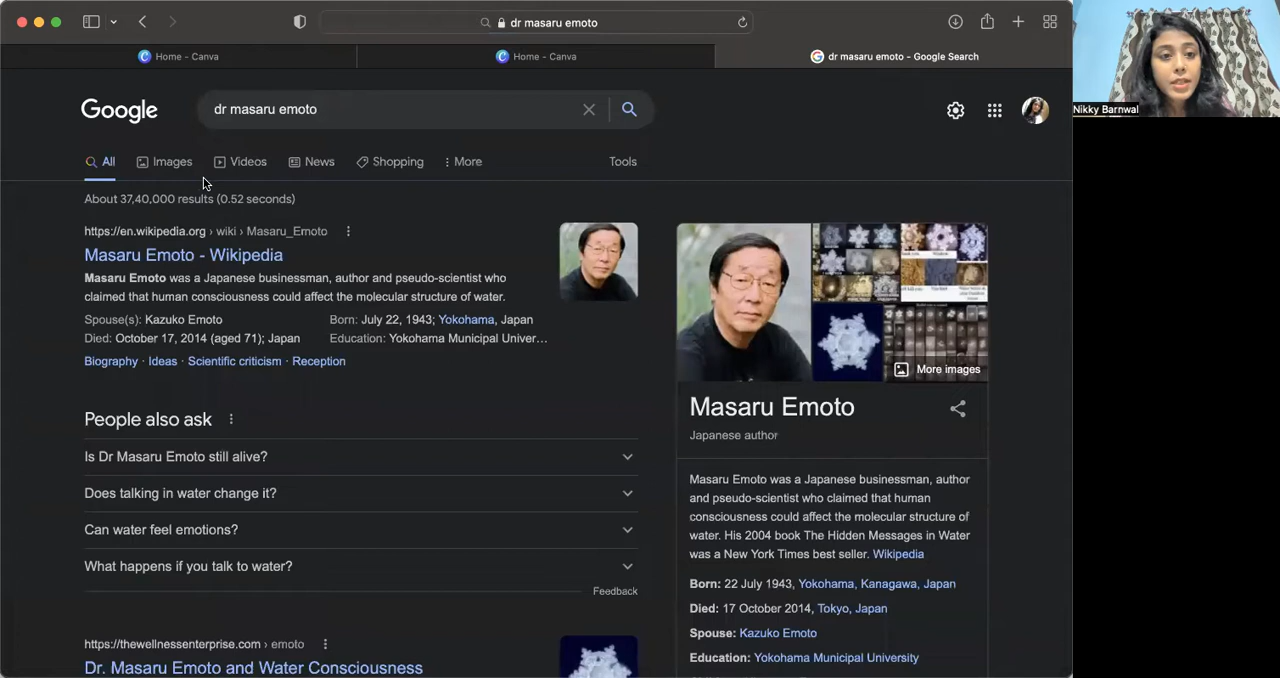 dr masaru emoto
Home - Canva
Home - Canva
dr masaru emoto - Google Search
Nikky Barnwal
Google
dr masaru emoto
All
Images
Videos
News
Shopping
More
Tools
About 37,40,000 results (0.52 seconds)
https://en.wikipedia.org › wiki › Masaru_Emoto
Masaru Emoto - Wikipedia
Masaru Emoto was a Japanese businessman, author and pseudo-scientist who
claimed that human consciousness could affect the molecular structure of water.
Spouse(s): Kazuko Emoto
Born: July 22, 1943; Yokohama, Japan
Died: October 17, 2014 (aged 71); Japan
Education: Yokohama Municipal Univer...
Biography · Ideas · Scientific criticism · Reception
People also ask
Is Dr Masaru Emoto still alive?
Does talking in water change it?
Can water feel emotions?
What happens if you talk to water?
Feedback
https://thewellnessenterprise.com › emoto
Dr. Masaru Emoto and Water Consciousness
More images
Masaru Emoto
Japanese author
Masaru Emoto was a Japanese businessman, author
and pseudo-scientist who claimed that human
consciousness could affect the molecular structure of
water. His 2004 book The Hidden Messages in Water
was a New York Times best seller. Wikipedia
Born: 22 July 1943, Yokohama, Kanagawa, Japan
Died: 17 October 2014, Tokyo, Japan
Spouse: Kazuko Emoto
Education: Yokohama Municipal University